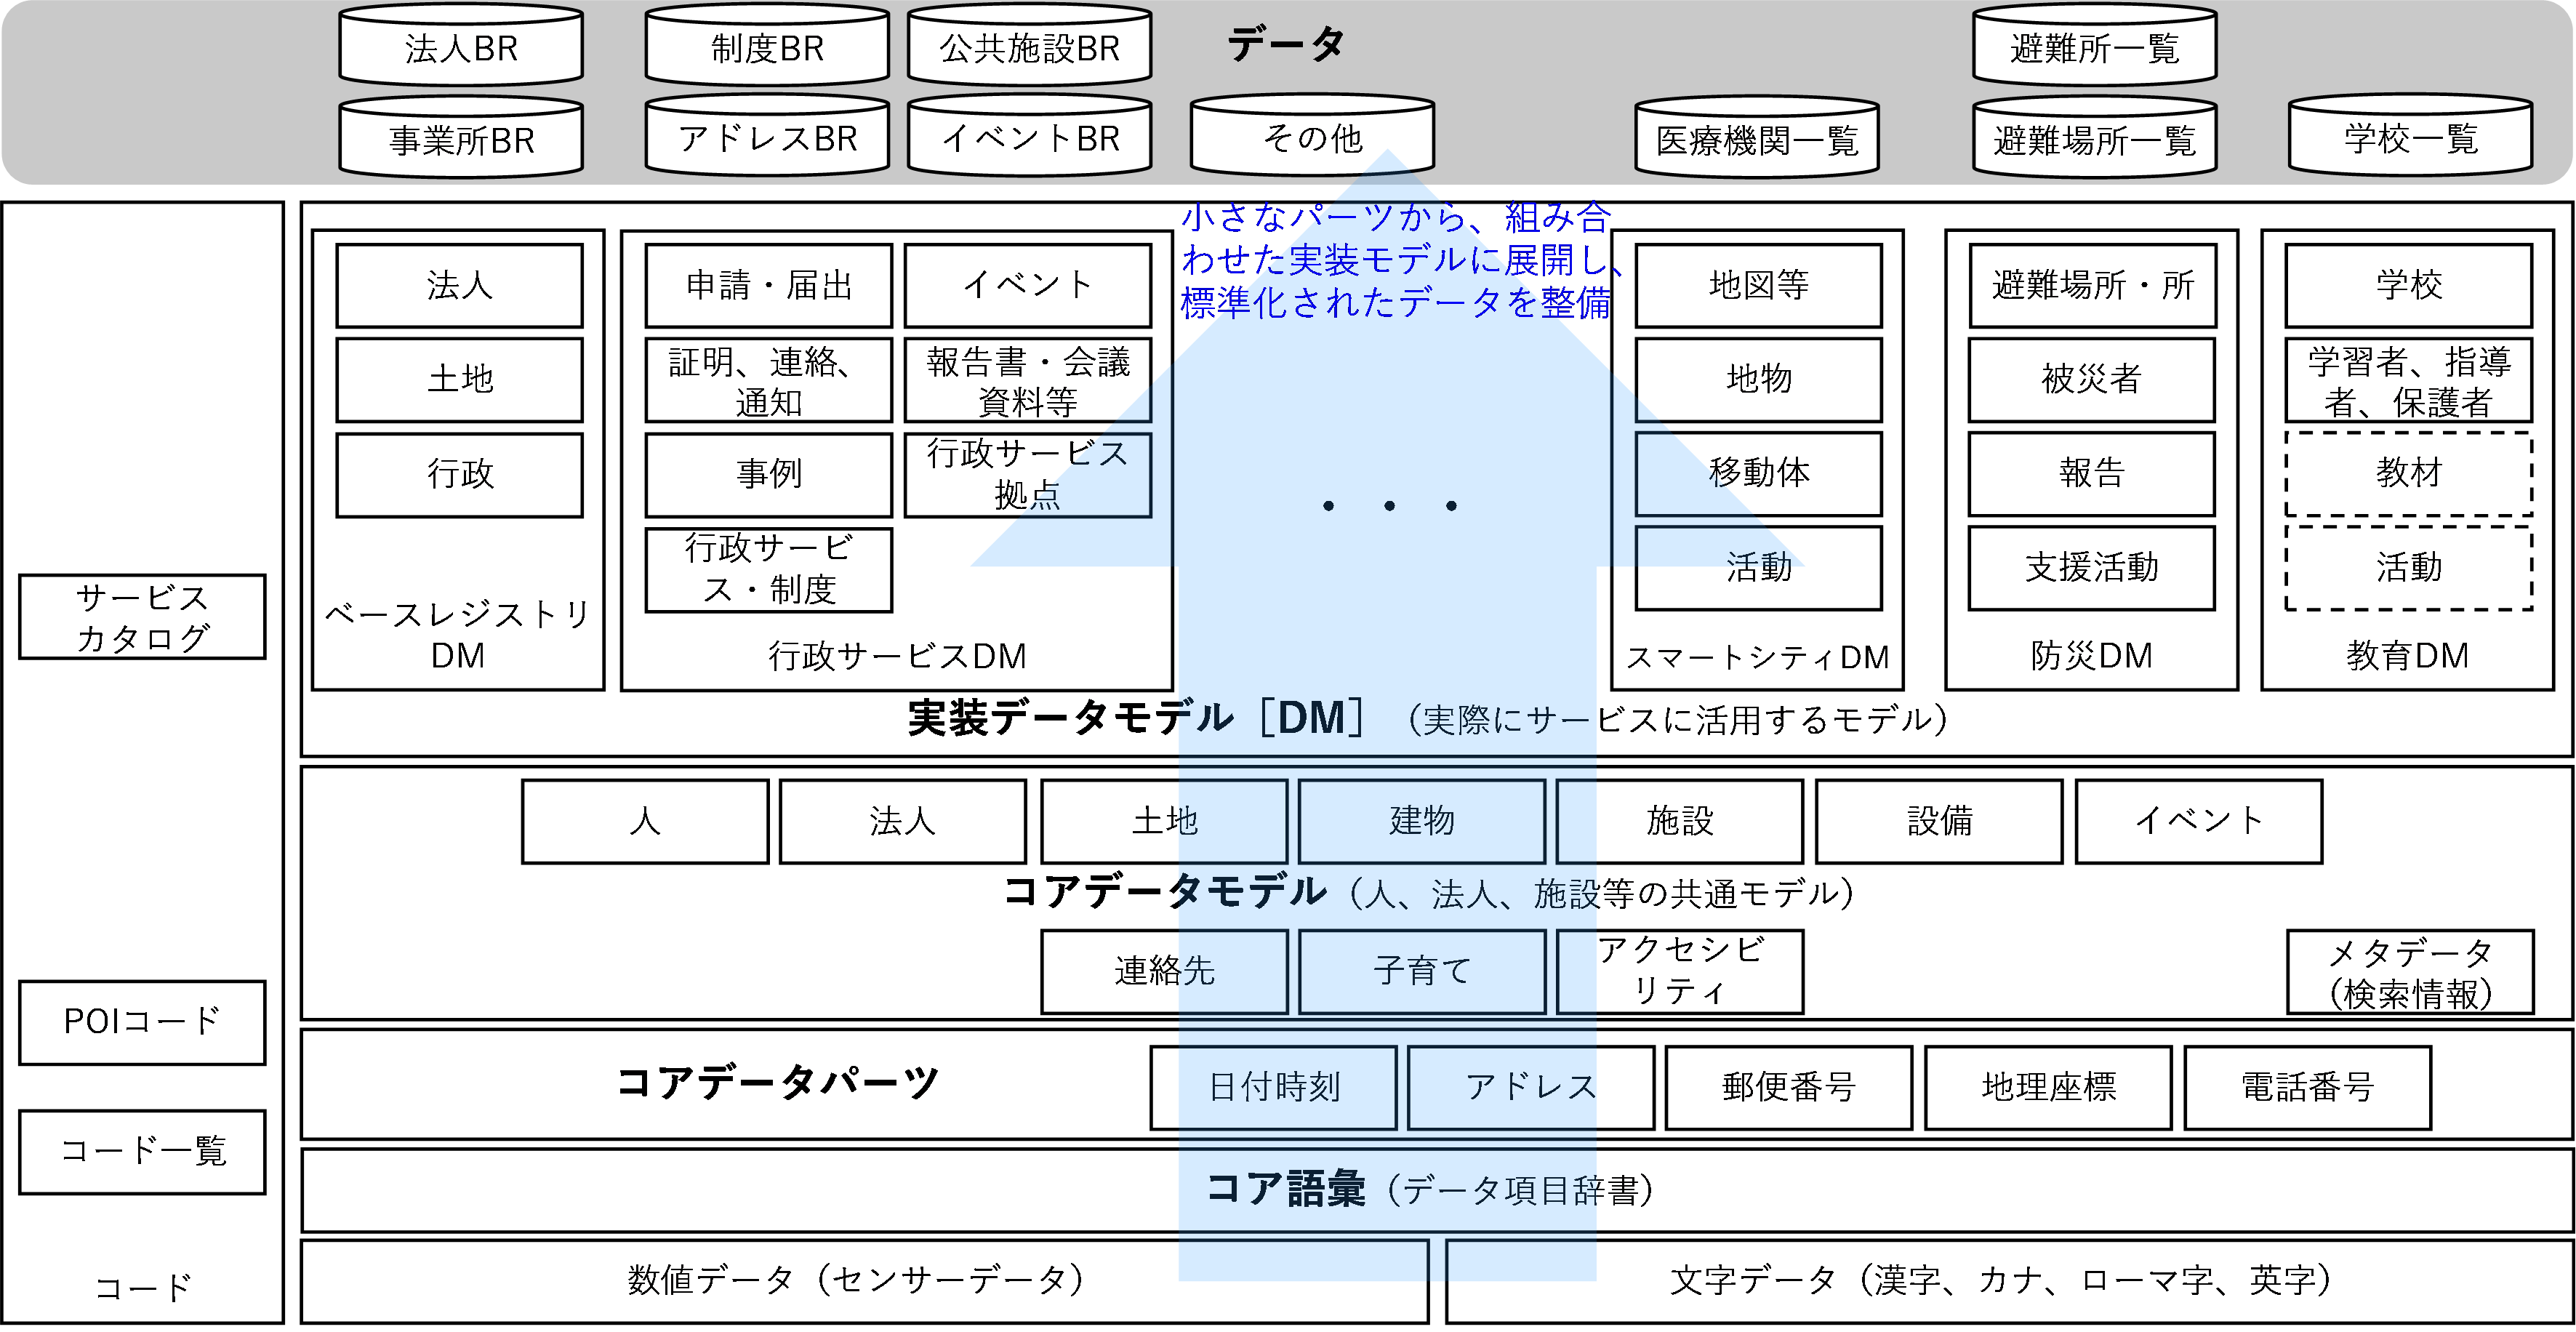 法人BR
制度BR
公共施設BR
データ
避難所一覧
事業所BR
アドレスBR
イベントBR
その他
医療機関一覧
避難場所一覧
学校一覧
小さなパーツから、組み合
わせた実装モデルに展開し、
標準化されたデータを整備
サービス
カタログ
POIコード
コード一覧
コード
法人
土地
行政
ベースレジストリ
DM
申請・届出
イベント
証明、連絡、
通知
報告書・会議
資料等
事例
行政サービス
拠点
行政サービ
ス・制度
行政サービスDM
・・・
地図等
地物
移動体
活動
スマートシティDM
避難場所・所
被災者
報告
支援活動
防災DM
学校
学習者、指導
者、保護者
教材
活動
教育DM
実装データモデル［DM］（実際にサービスに活用するモデル）
人
法人
土地
建物
施設
設備
イベント
コアデータモデル（人、法人、施設等の共通モデル）
連絡先
子育て
アクセシビ
リティ
メタデータ
（検索情報）
コアデータパーツ
日付時刻
アドレス
郵便番号
地理座標
電話番号
コア語彙（データ項目辞書）
数値データ（センサーデータ）
文字データ（漢字、カナ、ローマ字、英字）